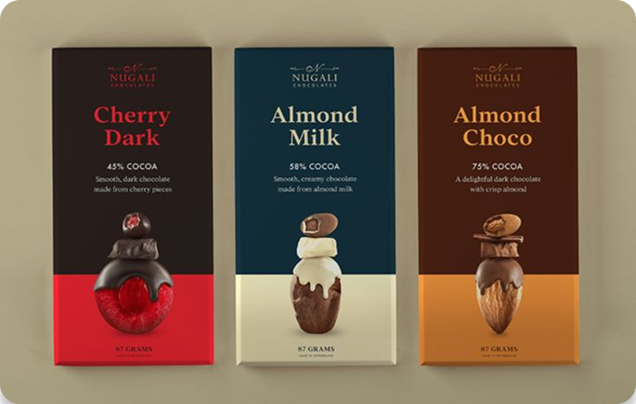 N
NUGALI
CHOCOLATES
Cherry
Dark
45% COCOA
Smooth, dark chocolate
made from cherry pieces
87 GRAMS
N
NUGALI
CHOCOLATES
Almond
Milk
58% COCOA
Smooth, creamy chocolate
made from almond milk
87 GRAMS
N
NUGALI
CHOCOLATES
Almond
Choco
75% COCOA
A delightful dark chocolate
with crisp almond
87 GRAMS